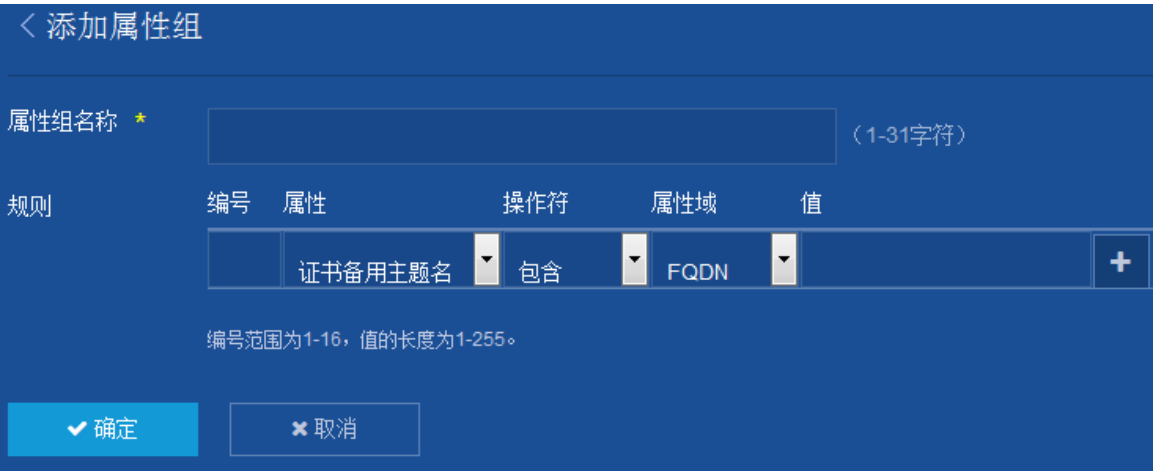 添加属性组
属性组名称 * （1-31字符）
规则 编号 属性 操作符 属性域 值
证书备用主题名 包含 FQDN
编号范围为1-16，值的长度为1-255。
确定 取消